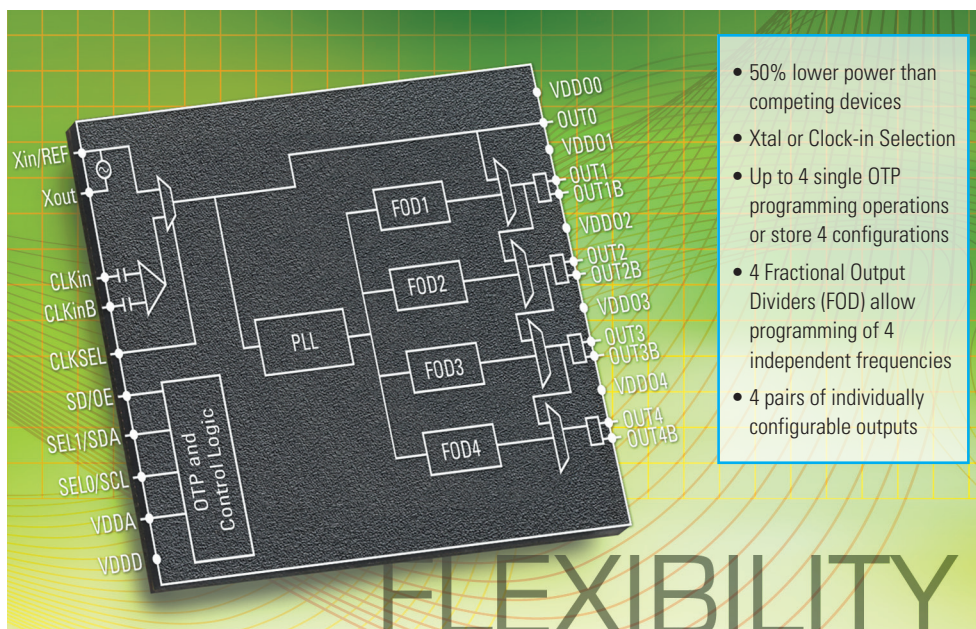 Xin/REF
Xout
CLKin
CLKinB
CLKSEL
SD/OE
SEL1/SDA
SEL0/SCL
VDDA
VDDD
OTP and
Control Logic
PLL
FOD1
FOD2
FOD3
FOD4
VDDO0
OUT0
VDDO1
OUT1
OUT1B
VDDO2
OUT2
OUT2B
VDDO3
OUT3
OUT3B
VDDO4
OUT4
OUT4B
• 50% lower power than
competing devices
• Xtal or Clock-in Selection
• Up to 4 single OTP
programming operations
or store 4 configurations
• 4 Fractional Output
Dividers (FOD) allow
programming of 4
independent frequencies
• 4 pairs of individually
configurable outputs
FLEXIBILITY